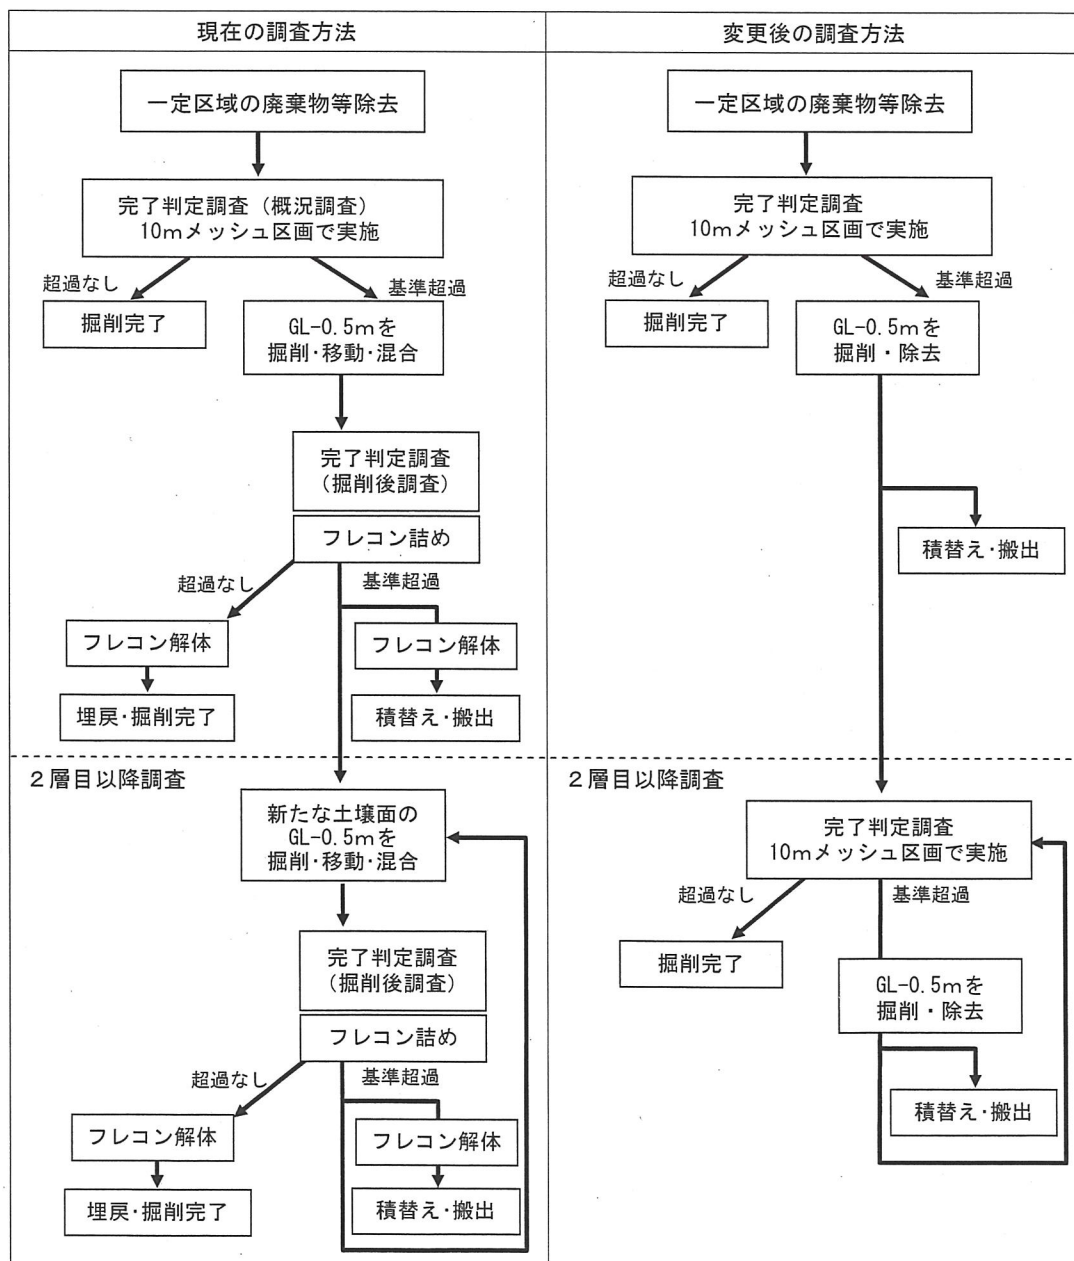 現在の調査方法
一定区域の廃棄物等除去
完了判定調査（概況調査）
10mメッシュ区画で実施
超過なし
基準超過
掘削完了
GL-0.5mを
掘削・移動・混合
完了判定調査
（掘削後調査）
フレコン詰め
超過なし
基準超過
フレコン解体
フレコン解体
埋戻・掘削完了
積替え・搬出
２層目以降調査
新たな土壌面の
GL-0.5mを
掘削・移動・混合
完了判定調査
（掘削後調査）
フレコン詰め
超過なし
基準超過
フレコン解体
フレコン解体
埋戻・掘削完了
積替え・搬出
変更後の調査方法
一定区域の廃棄物等除去
完了判定調査
10mメッシュ区画で実施
超過なし
基準超過
掘削完了
GL-0.5mを
掘削・除去
積替え・搬出
２層目以降調査
完了判定調査
10mメッシュ区画で実施
超過なし
基準超過
掘削完了
GL-0.5mを
掘削・除去
積替え・搬出